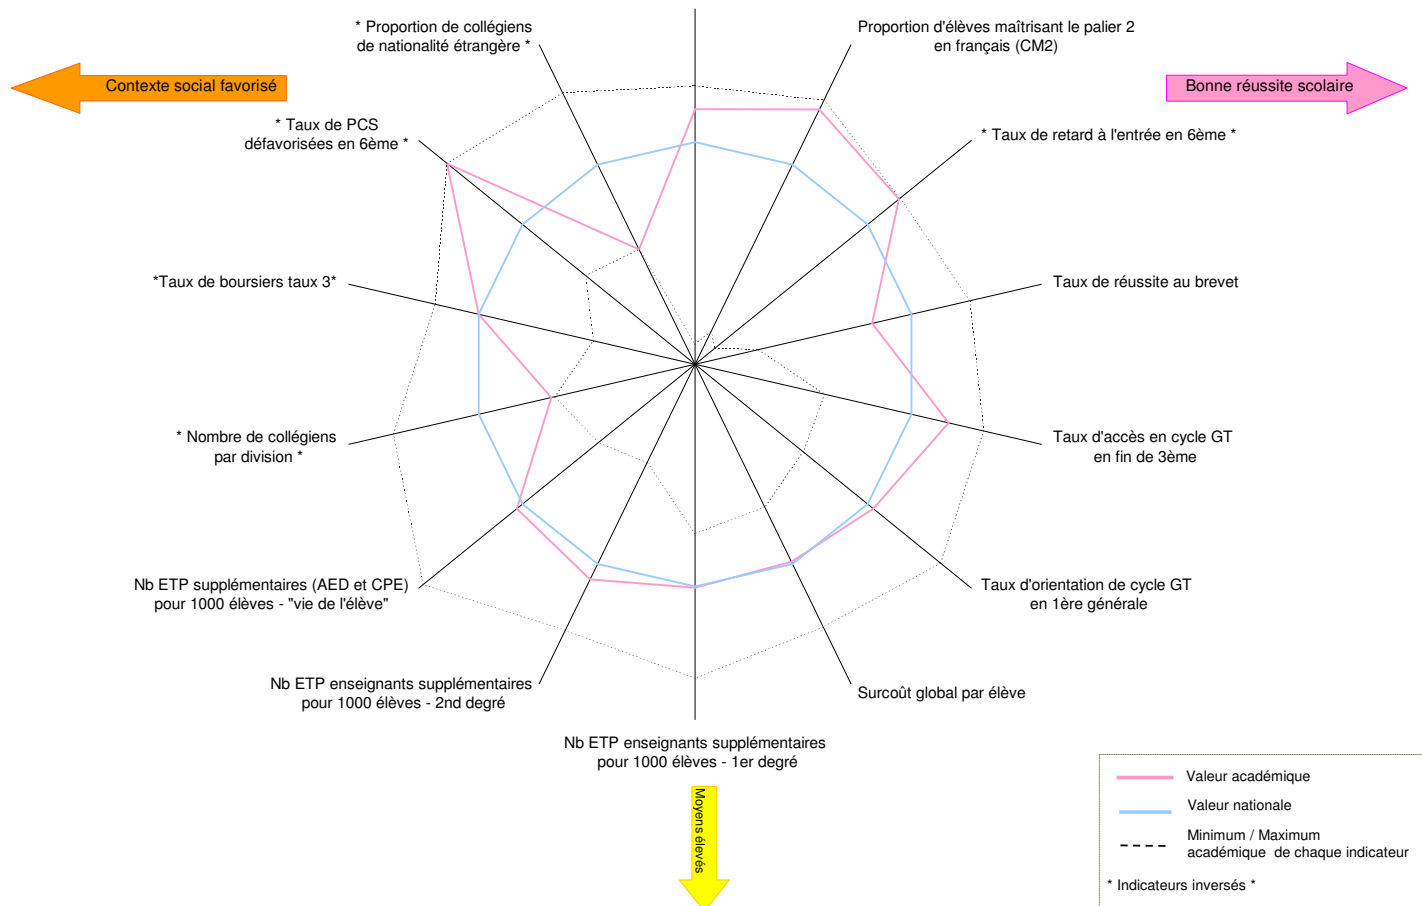 * Proportion de collégiens
de nationalité étrangère *
Proportion d'élèves maîtrisant le palier 2
en français (CM2)
Contexte social favorisé
Bonne réussite scolaire
* Taux de PCS
défavorisées en 6ème *
* Taux de retard à l'entrée en 6ème *
*Taux de boursiers taux 3*
Taux de réussite au brevet
* Nombre de collégiens
par division *
Taux d'accès en cycle GT
en fin de 3ème
Nb ETP supplémentaires (AED et CPE)
pour 1000 élèves - "vie de l'élève"
Taux d'orientation de cycle GT
en 1ère générale
Nb ETP enseignants supplémentaires
pour 1000 élèves - 2nd degré
Surcoût global par élève
Nb ETP enseignants supplémentaires
pour 1000 élèves - 1er degré
Moyens élevés
Valeur académique
Valeur nationale
Minimum / Maximum
académique de chaque indicateur
* Indicateurs inversés *